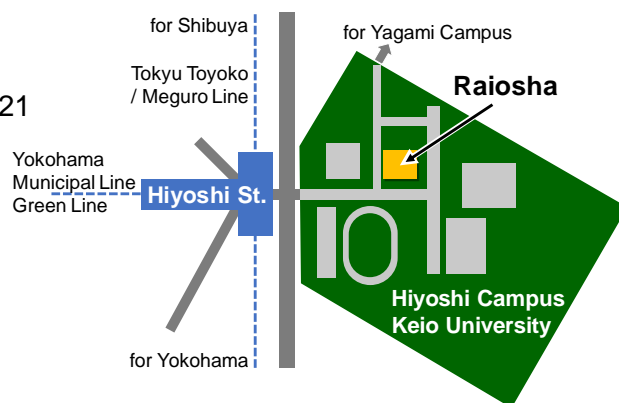 for Shibuya
for Yagami Campus
Tokyu Toyoko
/ Meguro Line
Raiosha
21
Yokohama
Municipal Line
Green Line
Hiyoshi St.
Hiyoshi Campus
Keio University
for Yokohama